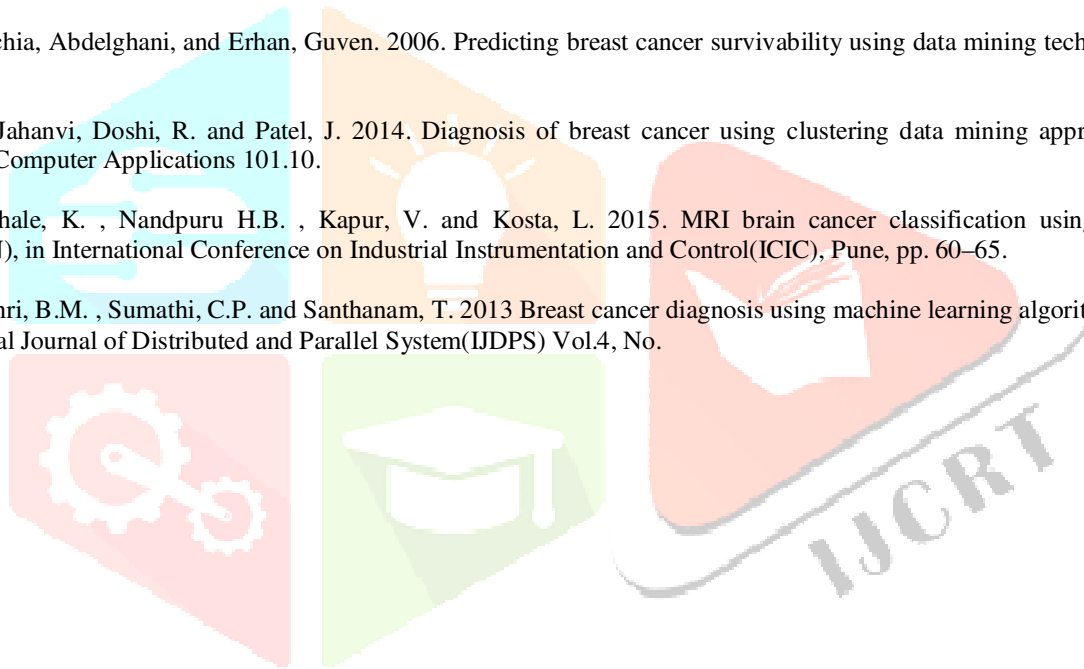 chia, Abdelghani, and Erhan, Guven. 2006. Predicting breast cancer survivability using data mining tech
Jahanvi, Doshi, R. and Patel, J. 2014. Diagnosis of breast cancer using clustering data mining appr
Computer Applications 101.10.
hale, K. , Nandpuru H.B. , Kapur, V. and Kosta, L. 2015. MRI brain cancer classification using
), in International Conference on Industrial Instrumentation and Control(ICIC), Pune, pp. 60–65.
hri, B.M. , Sumathi, C.P. and Santhanam, T. 2013 Breast cancer diagnosis using machine learning algorit
al Journal of Distributed and Parallel System(IJDPS) Vol.4, No.
IJCRT